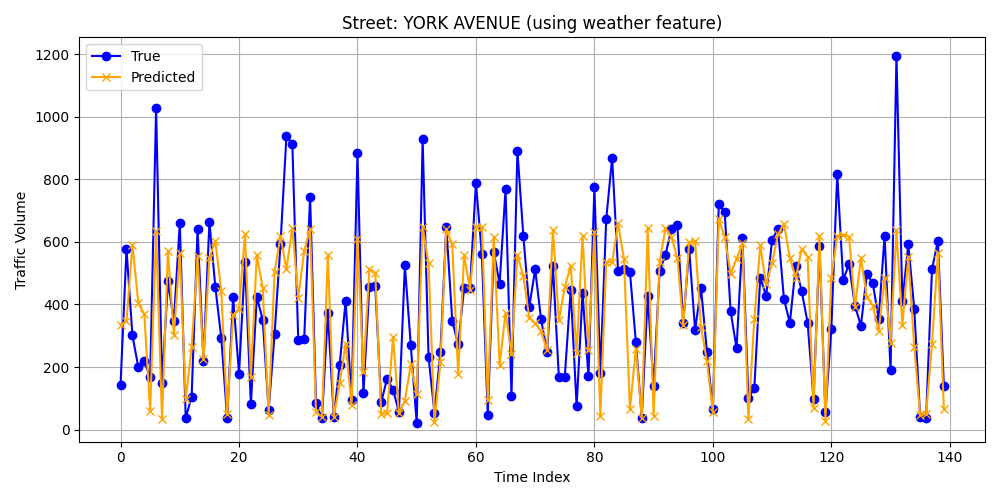 Street: YORK AVENUE (using weather feature)
True
Predicted
1200
1000
800
600
400
200
0
Traffic Volume
0 20 40 60 80 100 120 140
Time Index